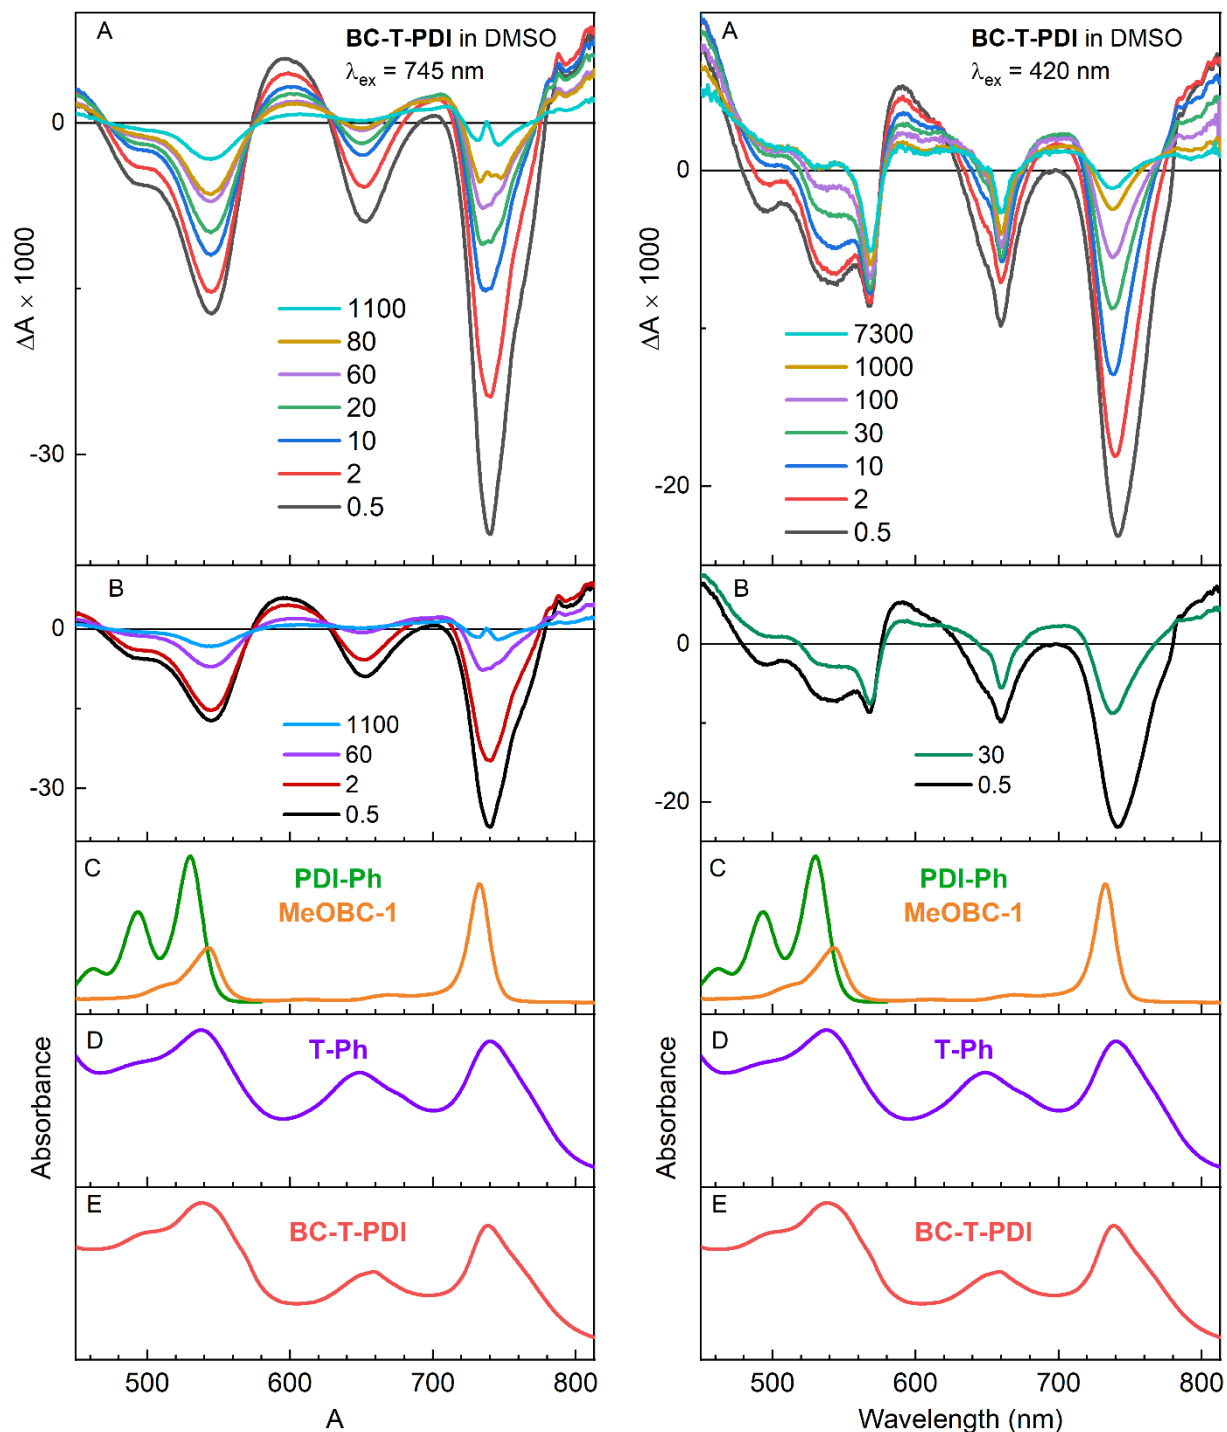 A
BC-T-PDI in DMSO
λex = 745 nm
0
-30
ΔA × 1000
1100
80
60
20
10
2
0.5
B
0
-30
1100
60
2
0.5
C
PDI-Ph
MeOBC-1
D
T-Ph
Absorbance
E
BC-T-PDI
500
600
700
800
A
A
BC-T-PDI in DMSO
λex = 420 nm
0
-20
ΔA × 1000
7300
1000
100
30
10
2
0.5
B
0
-20
30
0.5
C
PDI-Ph
MeOBC-1
D
T-Ph
Absorbance
E
BC-T-PDI
500
600
700
800
Wavelength (nm)